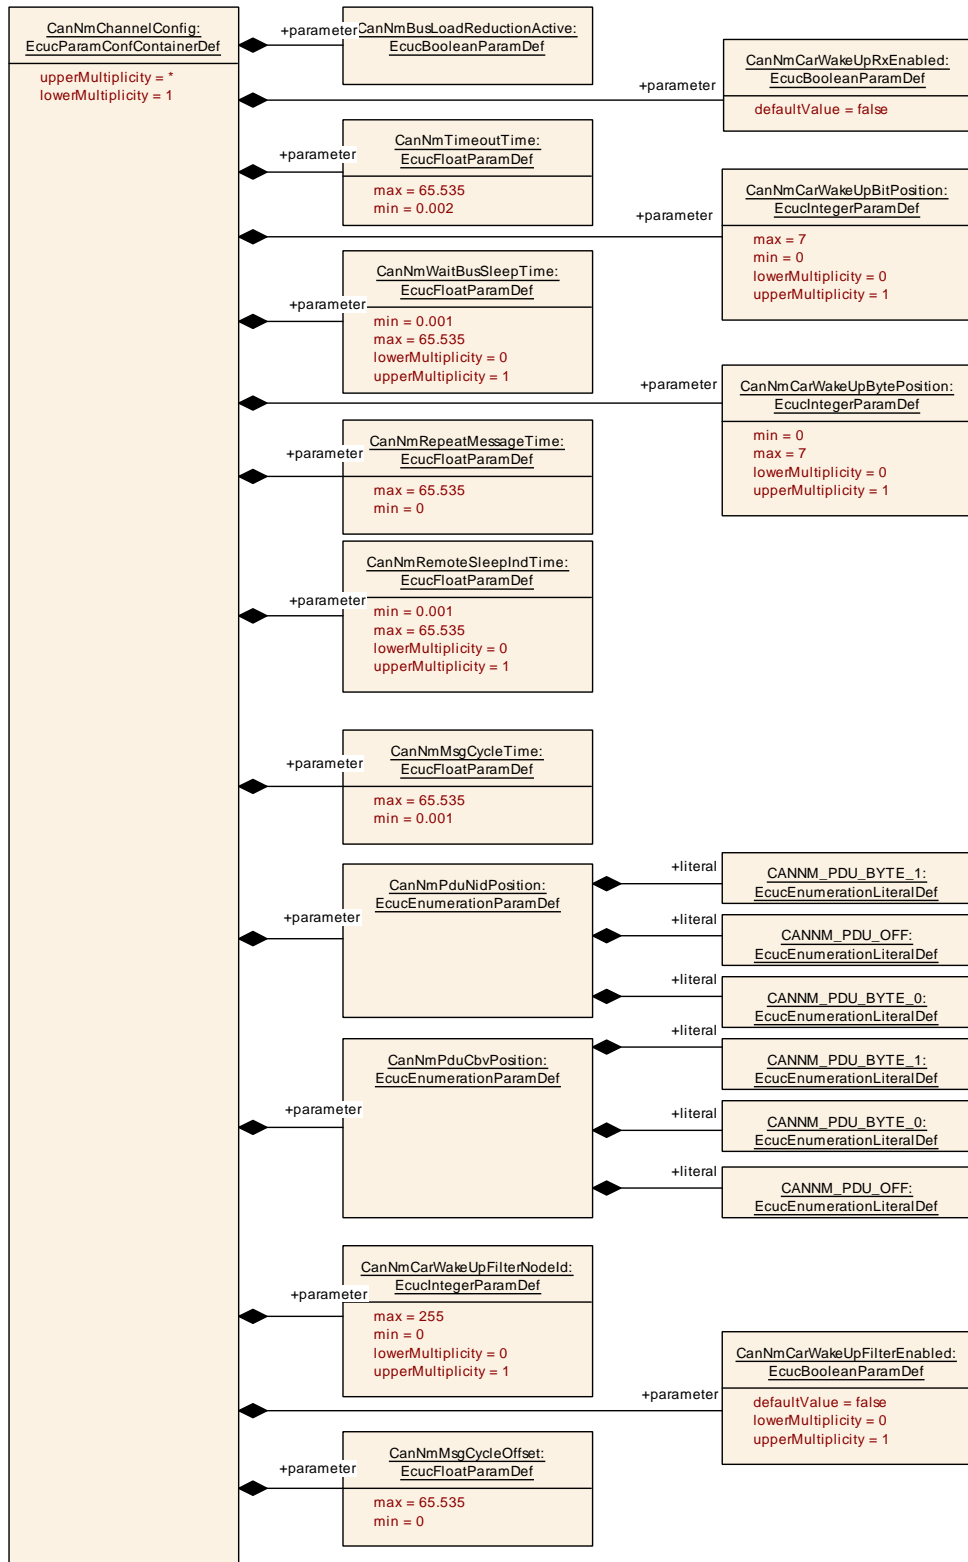 CanNmChannelConfig:
EcucParamConfContainerDef
upperMultiplicity = *
lowerMultiplicity = 1
+parameter
CanNmBusLoadReductionActive:
EcucBooleanParamDef
+parameter
CanNmCarWakeUpRxEnabled:
EcucBooleanParamDef
defaultValue = false
+parameter
CanNmTimeoutTime:
EcucFloatParamDef
max = 65.535
min = 0.002
+parameter
CanNmCarWakeUpBitPosition:
EcucIntegerParamDef
max = 7
min = 0
lowerMultiplicity = 0
upperMultiplicity = 1
+parameter
CanNmWaitBusSleepTime:
EcucFloatParamDef
min = 0.001
max = 65.535
lowerMultiplicity = 0
upperMultiplicity = 1
+parameter
CanNmCarWakeUpBytePosition:
EcucIntegerParamDef
min = 0
max = 7
lowerMultiplicity = 0
upperMultiplicity = 1
+parameter
CanNmRepeatMessageTime:
EcucFloatParamDef
max = 65.535
min = 0
+parameter
CanNmRemoteSleepIndTime:
EcucFloatParamDef
min = 0.001
max = 65.535
lowerMultiplicity = 0
upperMultiplicity = 1
+parameter
CanNmMsgCycleTime:
EcucFloatParamDef
max = 65.535
min = 0.001
+parameter
CanNmPduNidPosition:
EcucEnumerationParamDef
+literal
CANNM_PDU_BYTE_1:
EcucEnumerationLiteralDef
+literal
CANNM_PDU_OFF:
EcucEnumerationLiteralDef
+literal
CANNM_PDU_BYTE_0:
EcucEnumerationLiteralDef
+parameter
CanNmPduCbvPosition:
EcucEnumerationParamDef
+literal
CANNM_PDU_BYTE_1:
EcucEnumerationLiteralDef
+literal
CANNM_PDU_BYTE_0:
EcucEnumerationLiteralDef
+literal
CANNM_PDU_OFF:
EcucEnumerationLiteralDef
+parameter
CanNmCarWakeUpFilterNodeId:
EcucIntegerParamDef
max = 255
min = 0
lowerMultiplicity = 0
upperMultiplicity = 1
+parameter
CanNmCarWakeUpFilterEnabled:
EcucBooleanParamDef
defaultValue = false
lowerMultiplicity = 0
upperMultiplicity = 1
+parameter
CanNmMsgCycleOffset:
EcucFloatParamDef
max = 65.535
min = 0